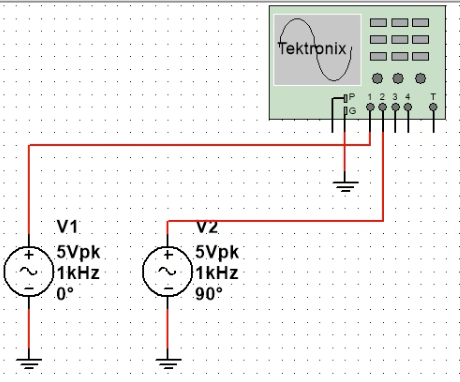 Tektronix
P
G
1 2 3 4 T
V1
5Vpk
1kHz
0°
V2
5Vpk
1kHz
90°